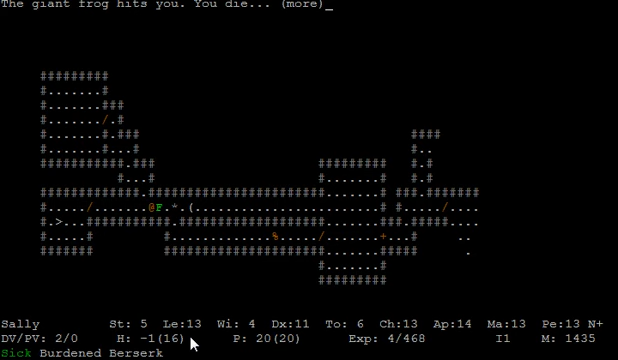 The giant frog hits you. You die... (more)_
Sally St: 5 Le:13 Wi: 4 Dx:11 To: 6 Ch:13 Ap:14 Ma:13 Pe:13 N+
DV/PV: 2/0 H: -1(16) P: 20(20) Exp: 4/468 I1 M: 1435
Sick Burdened Berserk